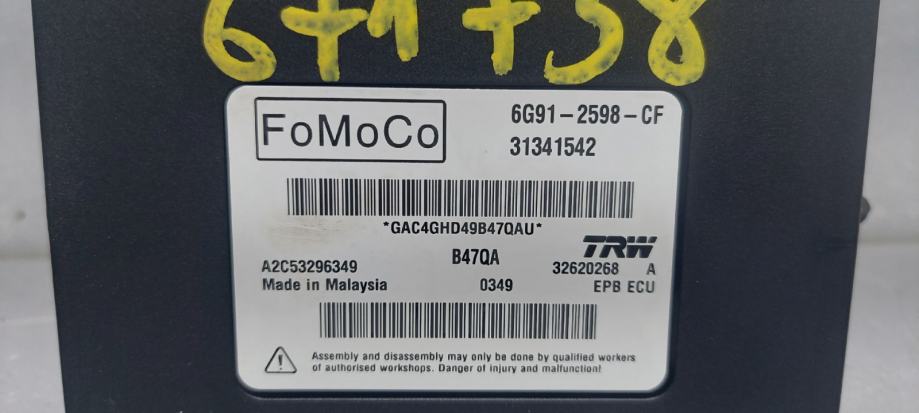 671738
FoMoCo
6G91-2598-CF
31341542
*GAC4GHD49B47QAU*
B47QA
TRW
A2C53296349
32620268 A
Made in Malaysia
0349
EPB ECU
Assembly and disassembly may only be done by qualified workers
of authorised workshops. Danger of injury and malfunction!